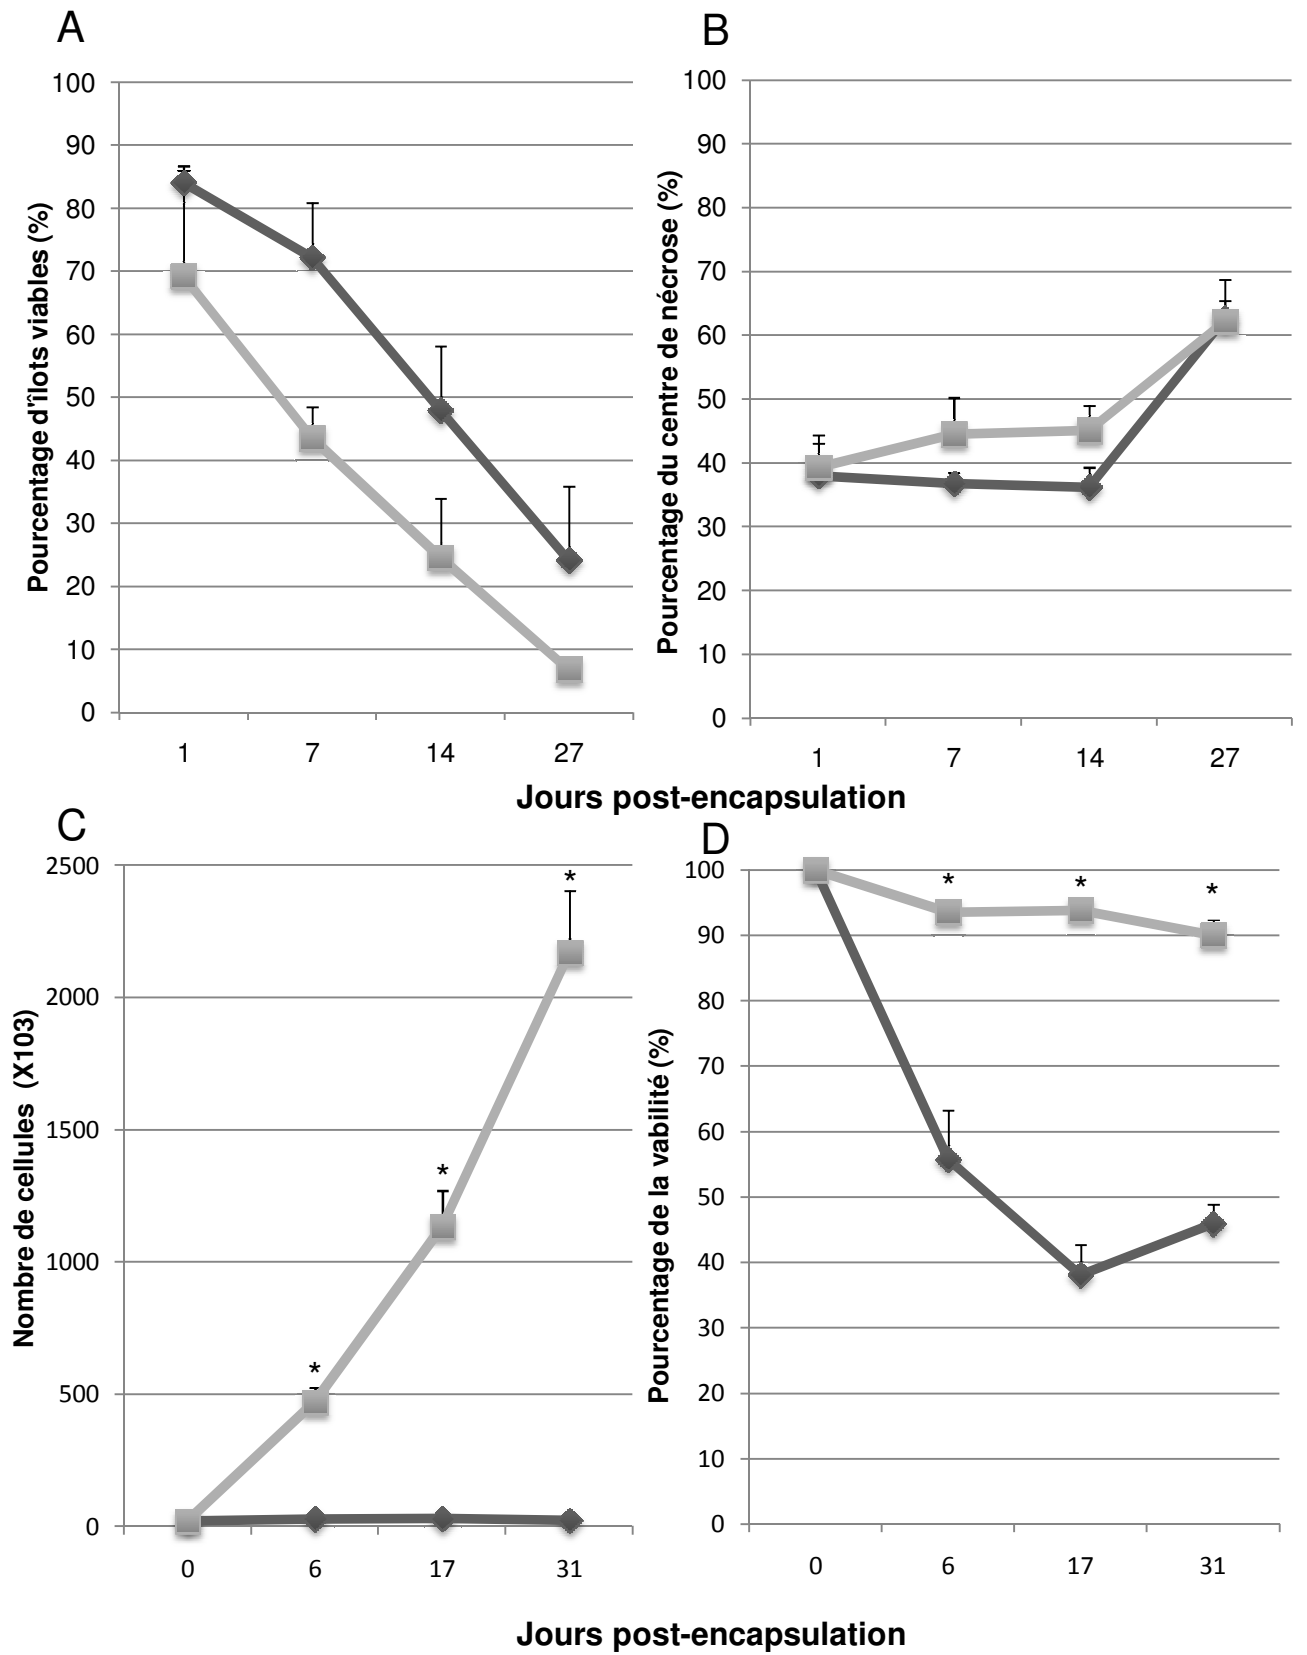 A
Pourcentage d'îlots viables (%)
100
90
80
70
60
50
40
30
20
10
0
1 7 14 27
B
Pourcentage du centre de nécrose (%)
100
90
80
70
60
50
40
30
20
10
0
1 7 14 27
Jours post-encapsulation
C
Nombre de cellules (X103)
2500
2000
1500
1000
500
0
* * *
0 6 17 31
D
Pourcentage de la vabilité (%)
100
90
80
70
60
50
40
30
20
10
0
* * *
0 6 17 31
Jours post-encapsulation